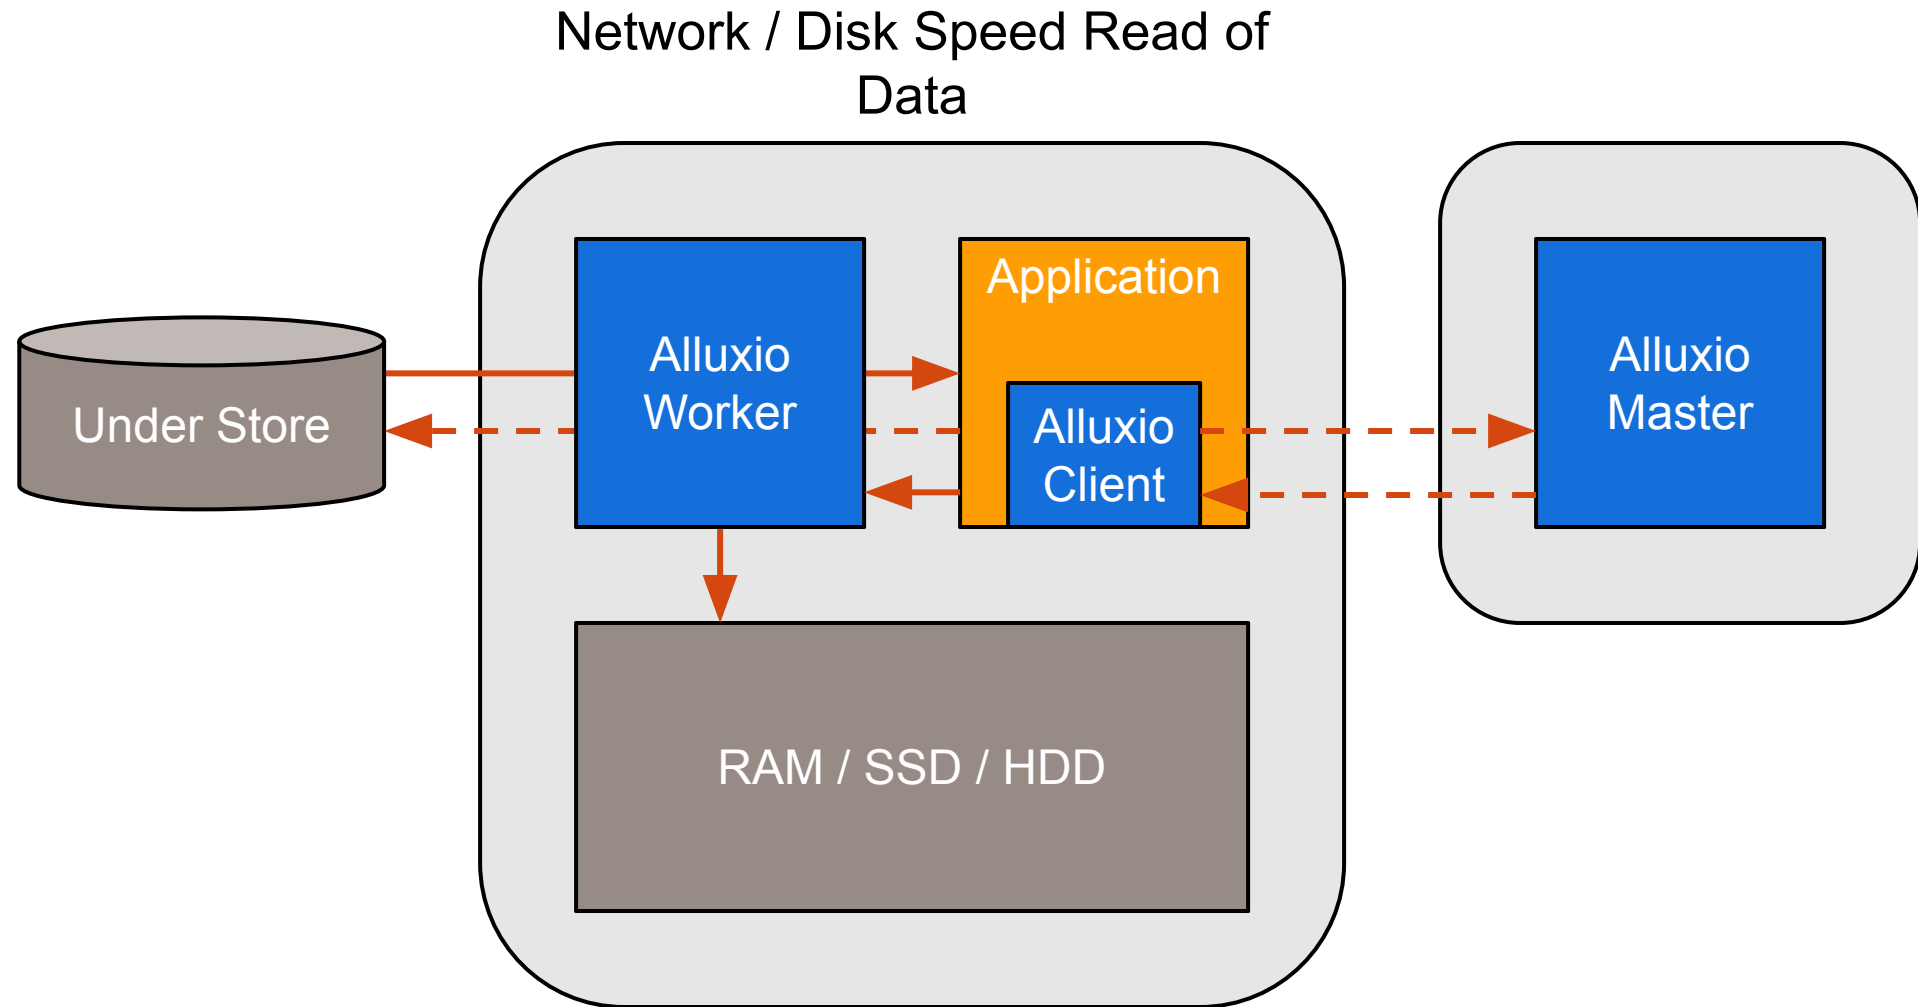 Network / Disk Speed Read of
Data
Under Store
Alluxio
Worker
Application
Alluxio
Client
Alluxio
Master
RAM / SSD / HDD